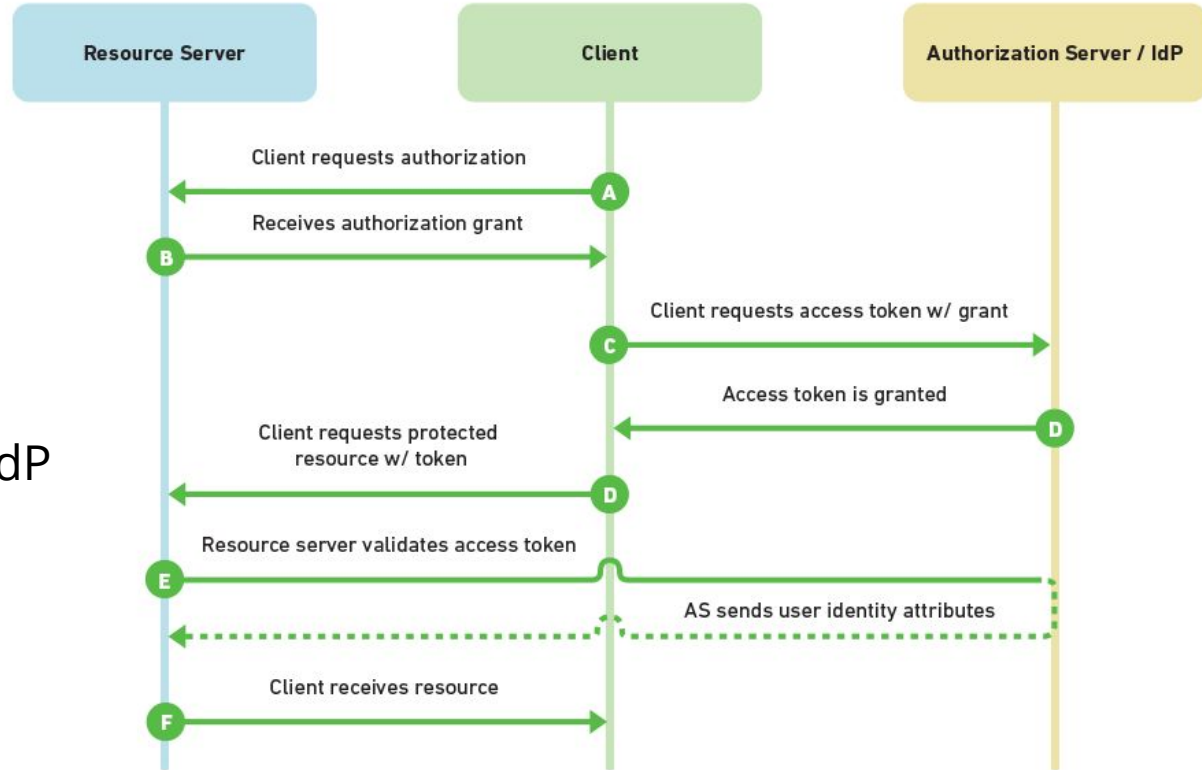 Resource Server
Client
Authorization Server / IdP
Client requests authorization
A
Receives authorization grant
B
Client requests access token w/ grant
C
Access token is granted
D
Client requests protected
resource w/ token
dP
D
Resource server validates access token
E
AS sends user identity attributes
Client receives resource
F